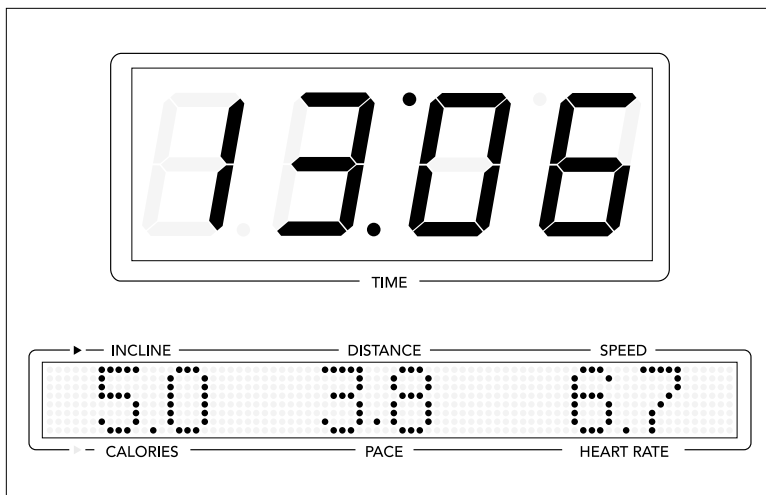 13:06
TIME
INCLINE DISTANCE SPEED
5.0 3.8 6.7
CALORIES PACE HEART RATE